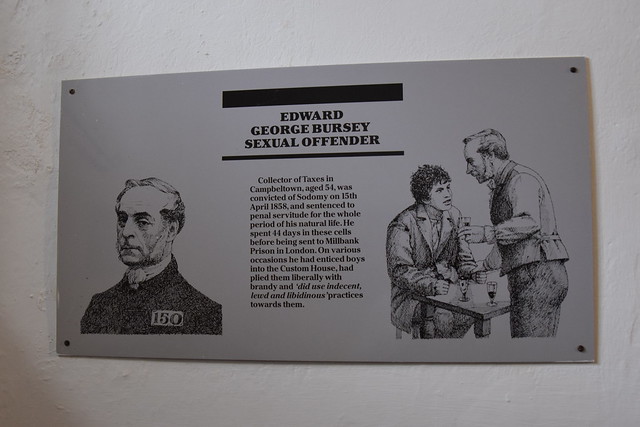 EDWARD
GEORGE BURSEY
SEXUAL OFFENDER
Collector of Taxes in
Campbeltown, aged 54, was
convicted of Sodomy on 15th
April 1858, and sentenced to
penal servitude for the whole
period of his natural life. He
spent 44 days in these cells
before being sent to Millbank
Prison in London. On various
occasions he had enticed boys
into the Custom House, had
plied them liberally with
brandy and 'did use indecent,
lewd and libidinous' practices
towards them.
150